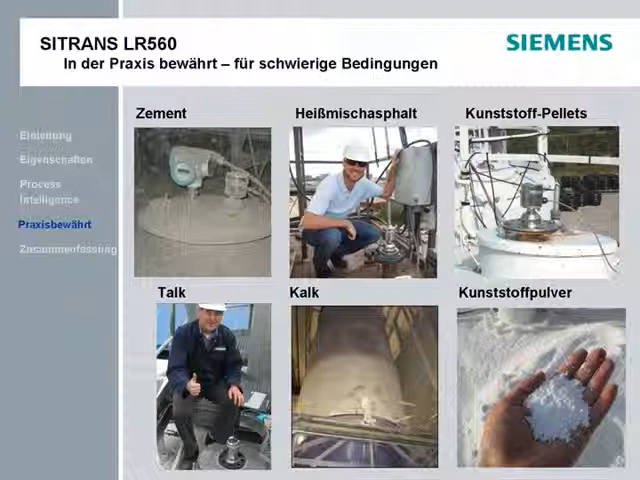 SITRANS LR560
In der Praxis bewährt – für schwierige Bedingungen
SIEMENS
Einleitung
Eigenschaften
Process
Intelligence
Praxisbewährt
Zusammenfassung
Zement
Heißmischasphalt
Kunststoff-Pellets
Talk
Kalk
Kunststoffpulver